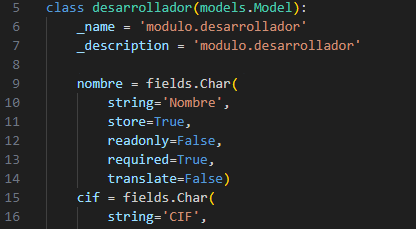 5 class desarrollador(models.Model):
6     _name = 'modulo.desarrollador'
7     _description = 'modulo.desarrollador'
8
9     nombre = fields.Char(
10         string='Nombre',
11         store=True,
12         readonly=False,
13         required=True,
14         translate=False)
15     cif = fields.Char(
16         string='CIF',